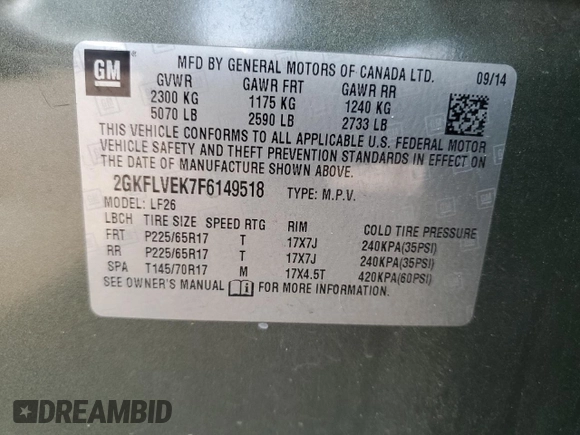 GM
MFD BY GENERAL MOTORS OF CANADA LTD. 09/14
GVWR GAWR FRT GAWR RR
2300 KG 1175 KG 1240 KG
5070 LB 2590 LB 2733 LB
THIS VEHICLE CONFORMS TO ALL APPLICABLE U.S. FEDERAL MOTOR
VEHICLE SAFETY AND THEFT PREVENTION STANDARDS IN EFFECT ON
THE DATE OF MANUFACTURE SHOWN ABOVE.
2GKFLVEK7F6149518 TYPE: M.P.V.
MODEL: LF26
LBCH TIRE SIZE SPEED RTG RIM COLD TIRE PRESSURE
FRT P225/65R17 T 17X7J 240KPA(35PSI)
RR P225/65R17 T 17X7J 240KPA(35PSI)
SPA T145/70R17 M 17X4.5T 420KPA(60PSI)
SEE OWNER'S MANUAL FOR MORE INFORMATION.
DREAMBID